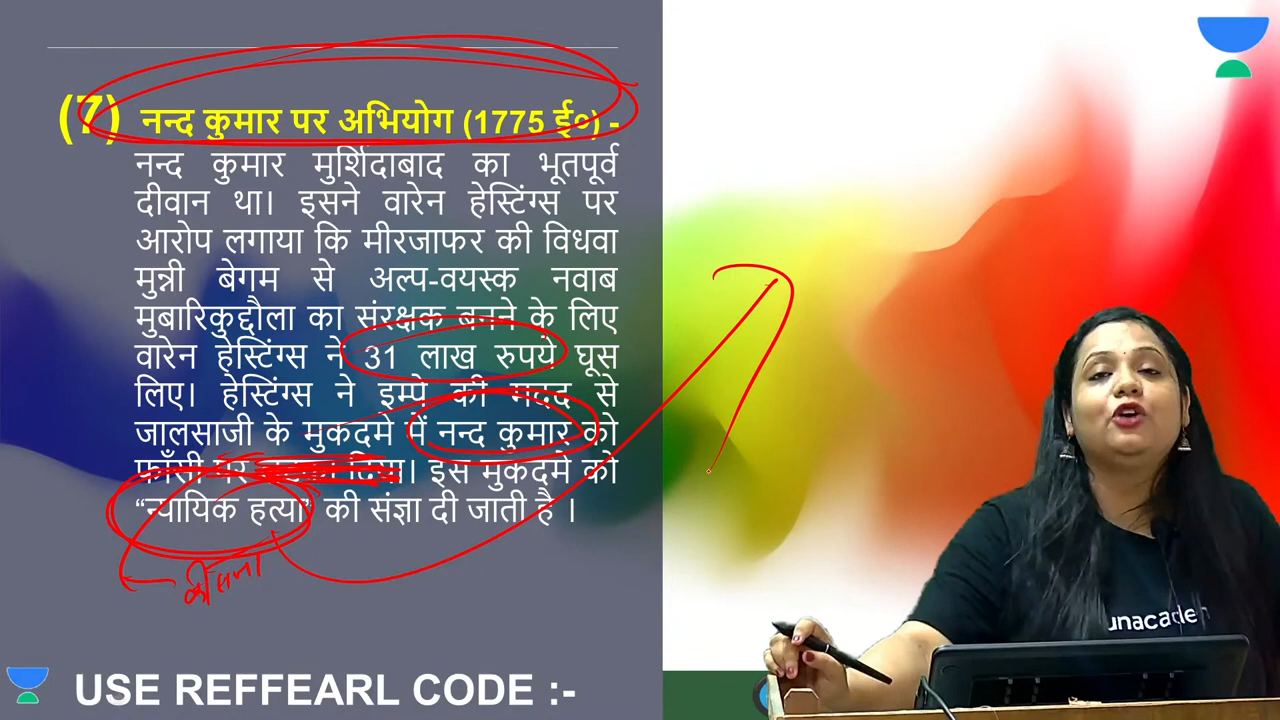 (7) नन्द कुमार पर अभियोग (1775 ई०) -
नन्द कुमार मुर्शिदाबाद का भूतपूर्व
दीवान था। इसने वारेन हेस्टिंग्स पर
आरोप लगाया कि मीरजाफर की विधवा
मुन्नी बेगम से अल्प-वयस्क नवाब
मुबारिकुद्दौला का संरक्षक बनने के लिए
वारेन हेस्टिंग्स ने 31 लाख रुपये घूस
लिए। हेस्टिंग्स ने इम्पे की मदद से
जालसाजी के मुकदमे में नन्द कुमार को
फाँसी पर दिया। इस मुकदमे को
“न्यायिक हत्या” की संज्ञा दी जाती है ।
USE REFFEARL CODE :-
unacade